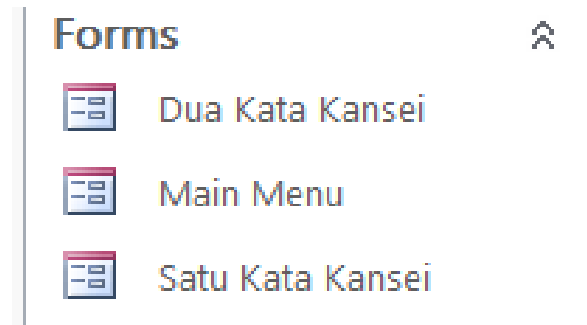 Forms
Dua Kata Kansei
Main Menu
Satu Kata Kansei